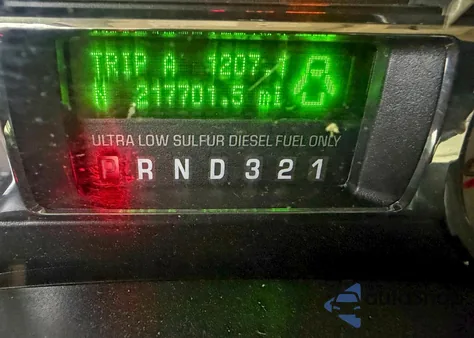 TRIP A 1207.1
N 217701.5 mi
ULTRA LOW SULFUR DIESEL FUEL ONLY
P R N D 3 2 1